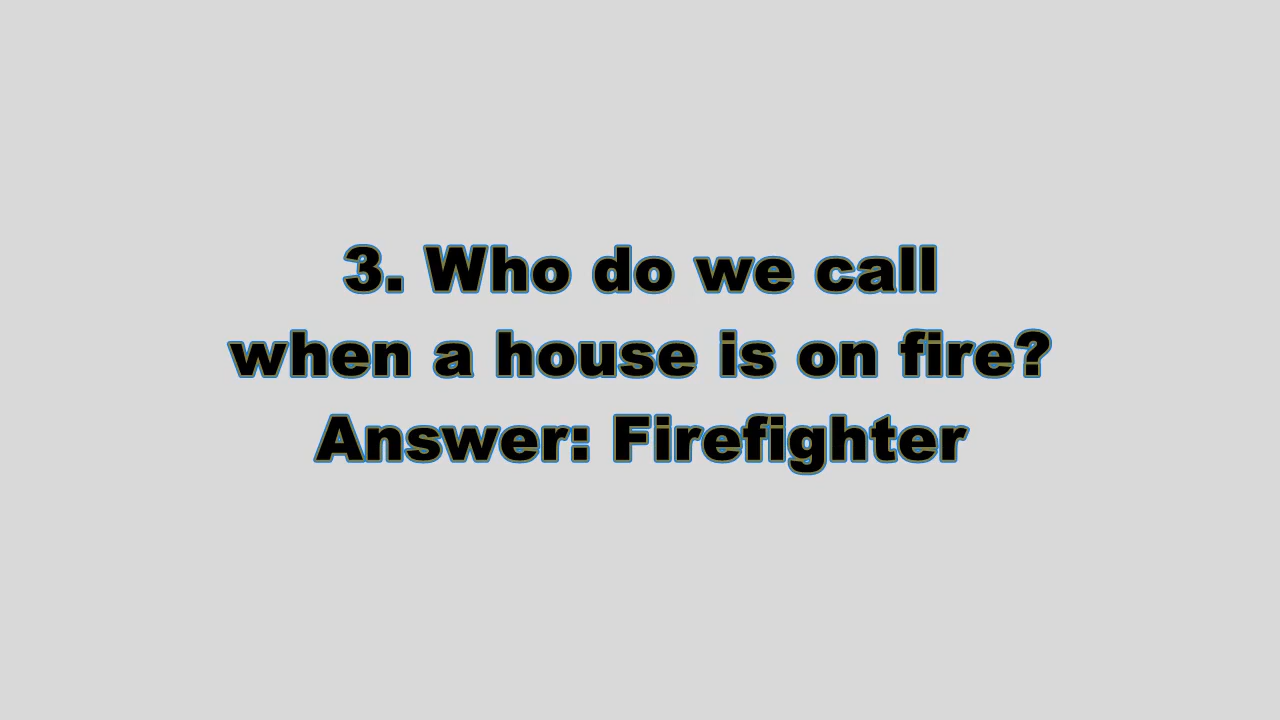 3. Who do we call
when a house is on fire?
Answer: Firefighter